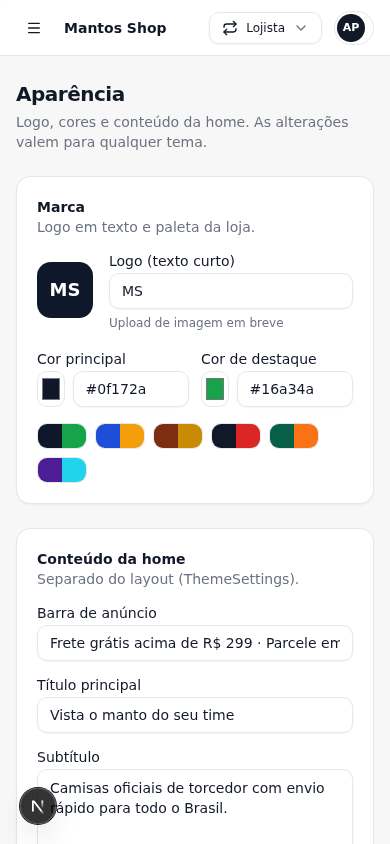 Mantos Shop
Lojista
AP
Aparência
Logo, cores e conteúdo da home. As alterações
valem para qualquer tema.
Marca
Logo em texto e paleta da loja.
MS
Logo (texto curto)
MS
Upload de imagem em breve
Cor principal
Cor de destaque
#0f172a
#16a34a
Conteúdo da home
Separado do layout (ThemeSettings).
Barra de anúncio
Frete grátis acima de R$ 299 · Parcele em
Título principal
Vista o manto do seu time
Subtítulo
Camisas oficiais de torcedor com envio
rápido para todo o Brasil.
N